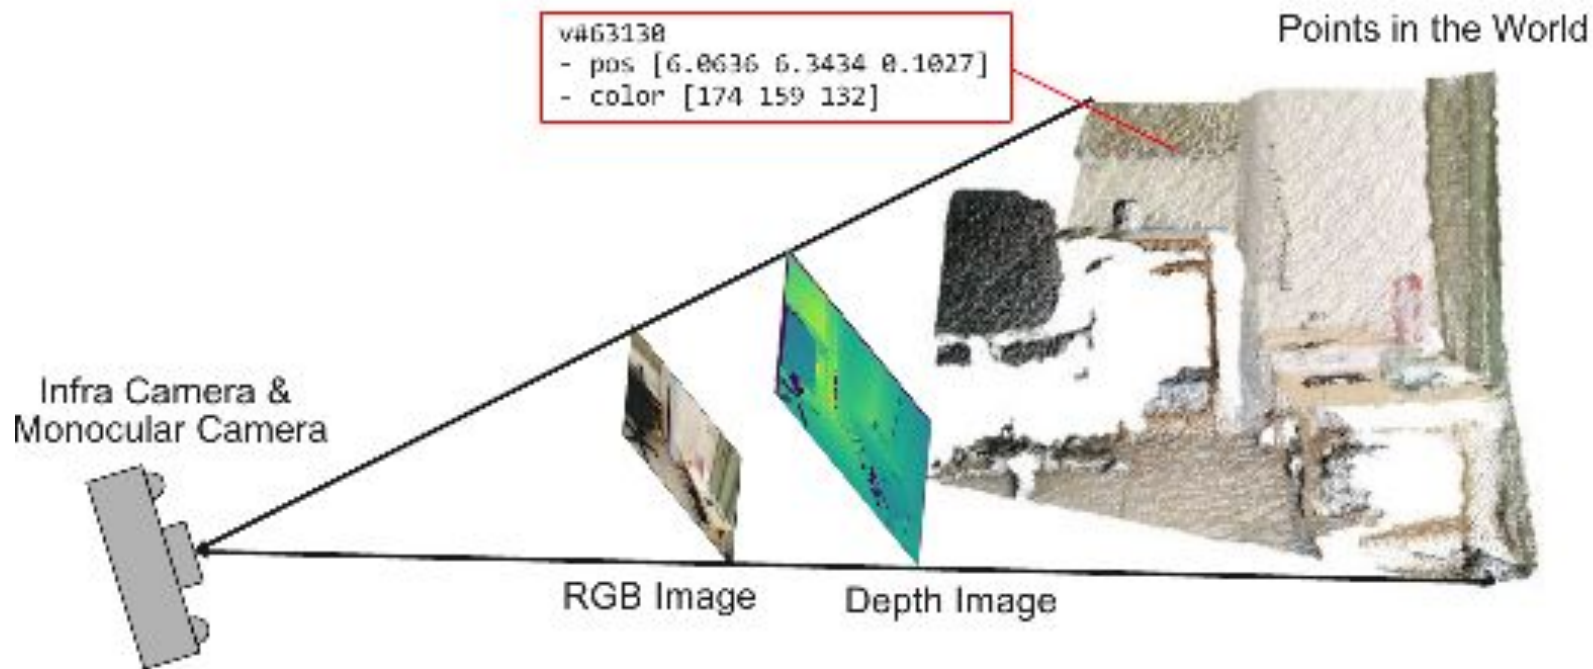 v#63130
- pos [6.0636 6.3434 0.1027]
- color [174 159 132]
Points in the World
Infra Camera &
Monocular Camera
RGB Image
Depth Image